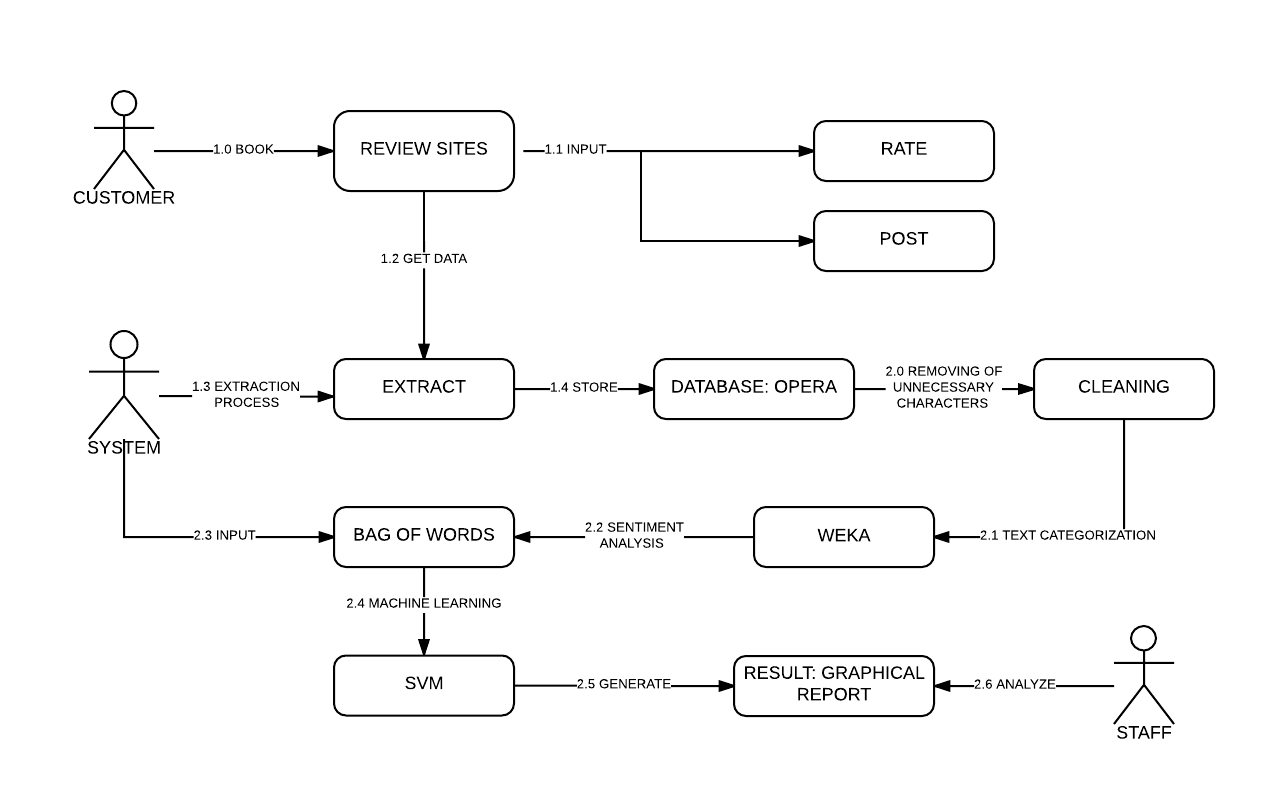 1.0 BOOK
REVIEW SITES
1.1 INPUT
RATE
CUSTOMER
POST
1.2 GET DATA
1.3 EXTRACTION
PROCESS
EXTRACT
1.4 STORE
DATABASE: OPERA
2.0 REMOVING OF
UNNECESSARY
CHARACTERS
CLEANING
SYSTEM
2.3 INPUT
BAG OF WORDS
2.2 SENTIMENT
ANALYSIS
WEKA
2.1 TEXT CATEGORIZATION
2.4 MACHINE LEARNING
SVM
2.5 GENERATE
RESULT: GRAPHICAL
REPORT
2.6 ANALYZE
STAFF